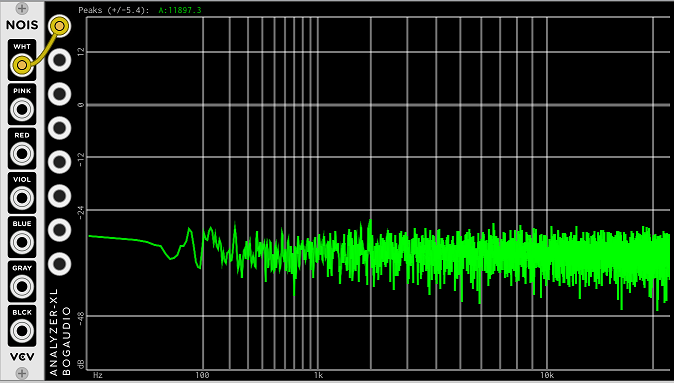 NOIS
WHT
PINK
RED
VIOL
BLUE
GRAY
BLCK
VCV
ANALYZER-XL
BOGAUDIO
Peaks (+/-5.4): A:11897.3
12
0
-12
-24
-48
dB
Hz 100 1k 10k